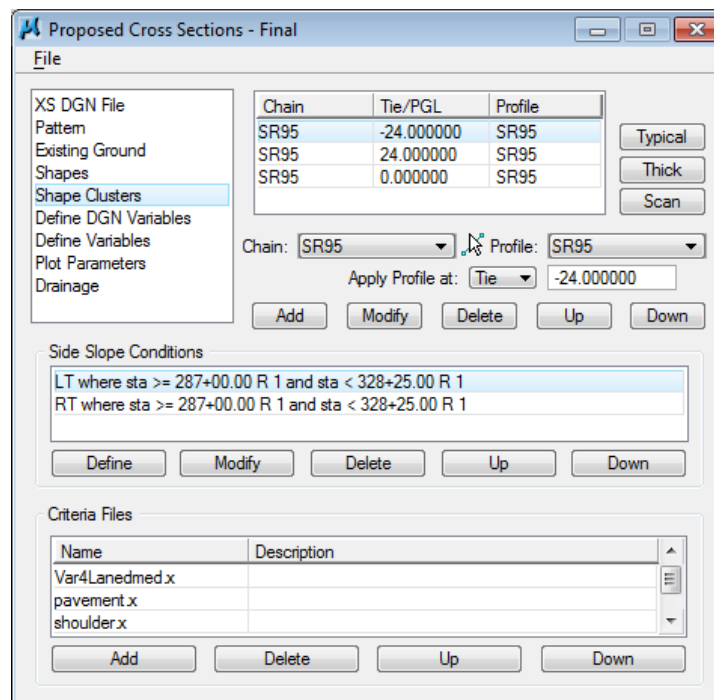 Proposed Cross Sections - Final
File
XS DGN File
Pattern
Existing Ground
Shapes
Shape Clusters
Define DGN Variables
Define Variables
Plot Parameters
Drainage
Chain Tie/PGL Profile
SR95 -24.000000 SR95
SR95 24.000000 SR95
SR95 0.000000 SR95
Typical
Thick
Scan
Chain: SR95 Profile: SR95
Apply Profile at: Tie -24.000000
Add Modify Delete Up Down
Side Slope Conditions
LT where sta >= 287+00.00 R 1 and sta < 328+25.00 R 1
RT where sta >= 287+00.00 R 1 and sta < 328+25.00 R 1
Define Modify Delete Up Down
Criteria Files
Name Description
Var4Lanedmed.x
pavement.x
shoulder.x
Add Delete Up Down